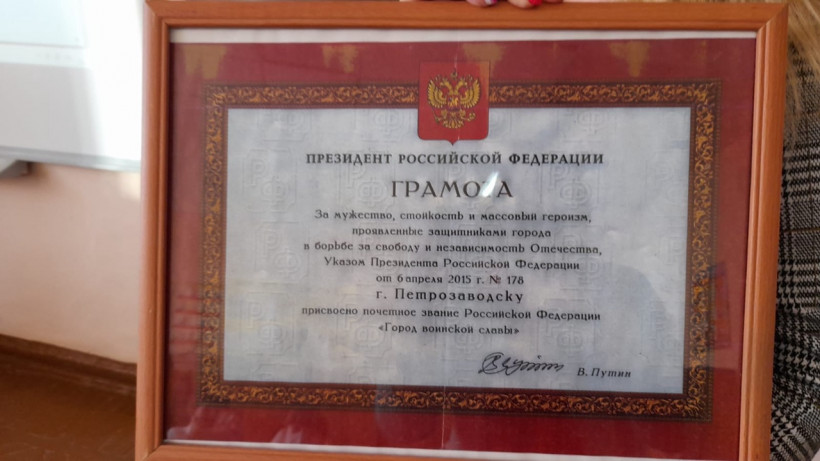 ПРЕЗИДЕНТ РОССИЙСКОЙ ФЕДЕРАЦИИ
ГРАМОТА
За мужество, стойкость и массовый героизм,
проявленные защитниками города
в борьбе за свободу и независимость Отечества,
Указом Президента Российской Федерации
от 6 апреля 2015 г. № 178
г. Петрозаводску
присвоено почетное звание Российской Федерации
«Город воинской славы»
В. Путин